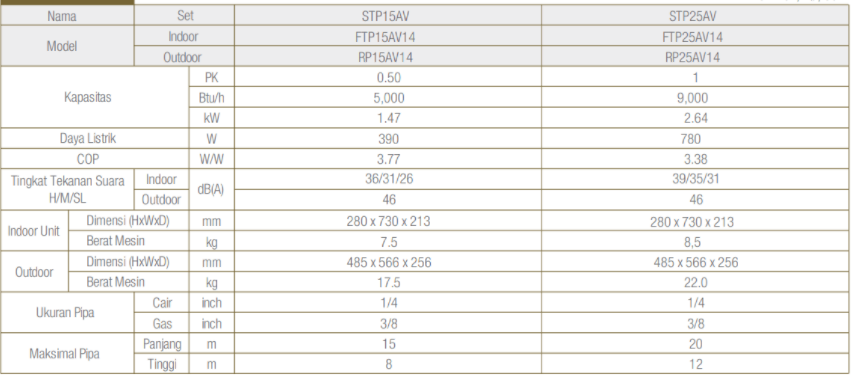 Nama Set STP15AV STP25AV
Model Indoor FTP15AV14 FTP25AV14
Outdoor RP15AV14 RP25AV14
Kapasitas PK 0.50 1
Btu/h 5,000 9,000
kW 1.47 2.64
Daya Listrik W 390 780
COP W/W 3.77 3.38
Tingkat Tekanan Suara H/M/SL Indoor dB(A) 36/31/26 39/35/31
Outdoor 46 46
Indoor Unit Dimensi (HxWxD) mm 280 x 730 x 213 280 x 730 x 213
Berat Mesin kg 7.5 8,5
Outdoor Dimensi (HxWxD) mm 485 x 566 x 256 485 x 566 x 256
Berat Mesin kg 17.5 22.0
Ukuran Pipa Cair inch 1/4 1/4
Gas inch 3/8 3/8
Maksimal Pipa Panjang m 15 20
Tinggi m 8 12